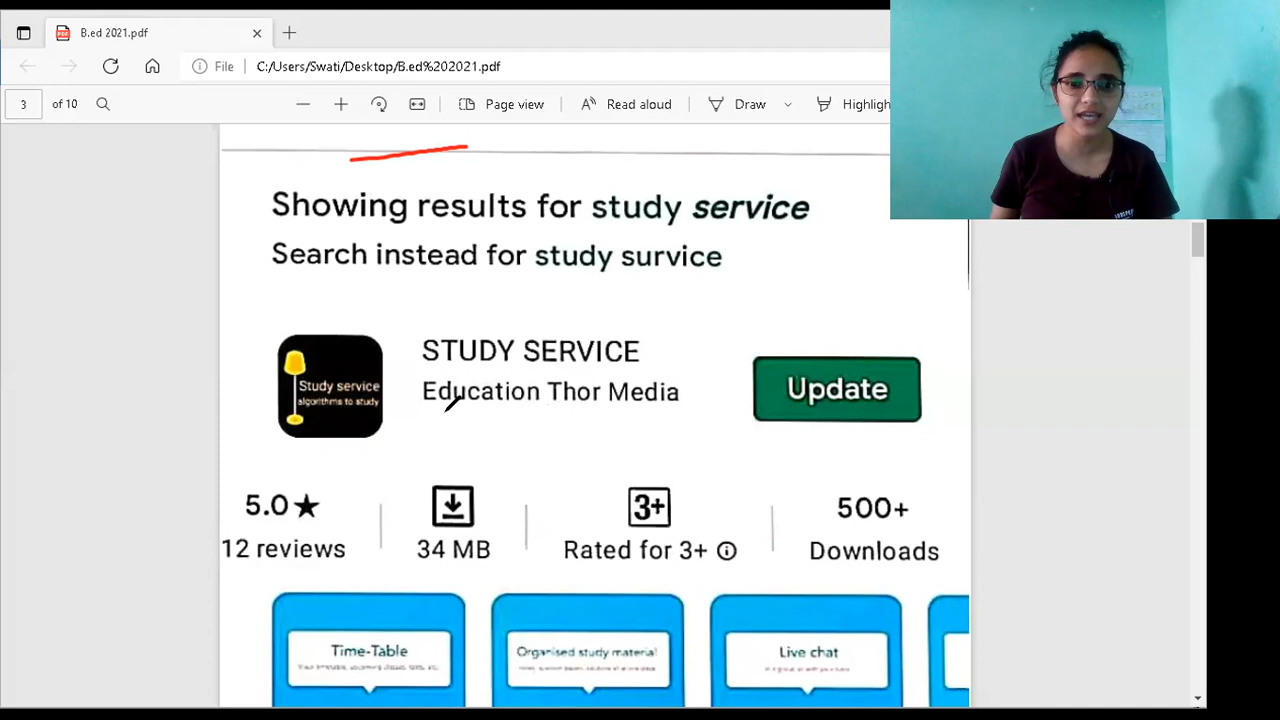 B.ed 2021.pdf
File C:/Users/Swati/Desktop/B.ed%202021.pdf
3 of 10 Page view Read aloud Draw Highligh
Showing results for study service
Search instead for study survice
STUDY SERVICE
Education Thor Media
Update
Study service
algorithms to study
5.0★ 34 MB 3+ 500+
12 reviews Rated for 3+ Downloads
Time-Table Organised study material Live chat